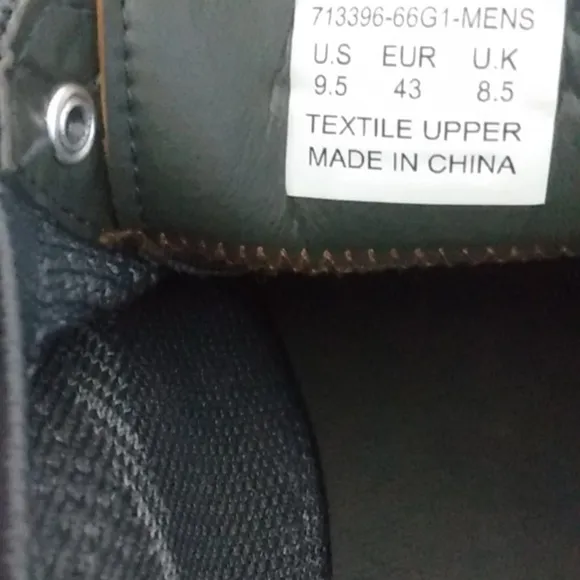 713396-66G1-MENS
U.S EUR U.K
9.5 43 8.5
TEXTILE UPPER
MADE IN CHINA